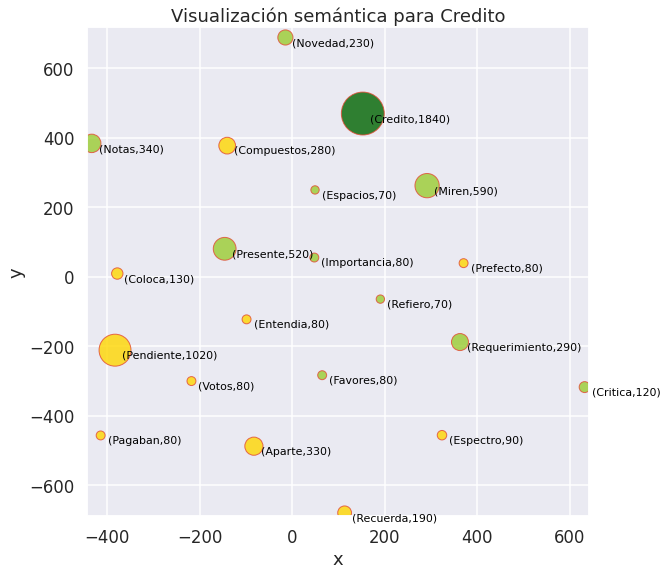 Visualización semántica para Credito
(Novedad,230)
(Credito,1840)
(Notas,340)
(Compuestos,280)
(Espacios,70)
(Miren,590)
(Presente,520)
(Importancia,80)
(Prefecto,80)
(Coloca,130)
(Refiero,70)
(Entendia,80)
(Requerimiento,290)
(Pendiente,1020)
(Votos,80)
(Favores,80)
(Critica,120)
(Pagaban,80)
(Aparte,330)
(Espectro,90)
(Recuerda,190)
600
400
200
0
−200
−400
−600
y
−400 −200 0 200 400 600
x